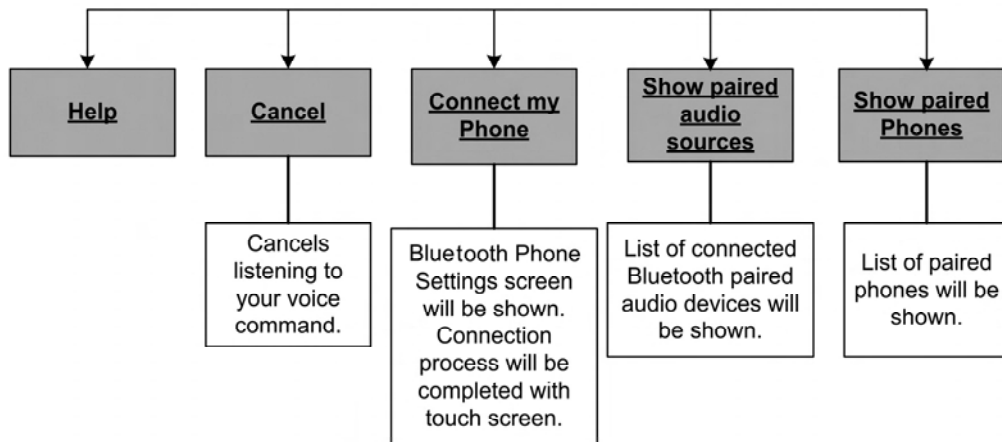 Help
Cancel
Connect my
Phone
Show paired
audio
sources
Show paired
Phones
Cancels
listening to
your voice
command.
Bluetooth Phone
Settings screen
will be shown.
Connection
process will be
completed with
touch screen.
List of connected
Bluetooth paired
audio devices will
be shown.
List of paired
phones will be
shown.